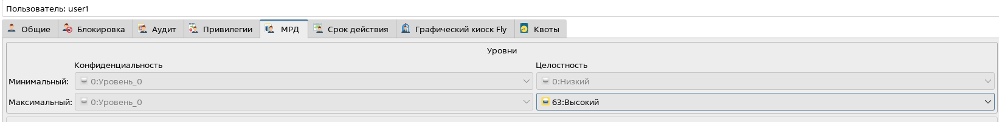 Пользователь: user1
Общие Блокировка Аудит Привилегии МРД Срок действия Графический киоск Fly Квоты
Уровни
Конфиденциальность Целостность
Минимальный: 0:Уровень_0 0:Низкий
Максимальный: 0:Уровень_0 63:Высокий